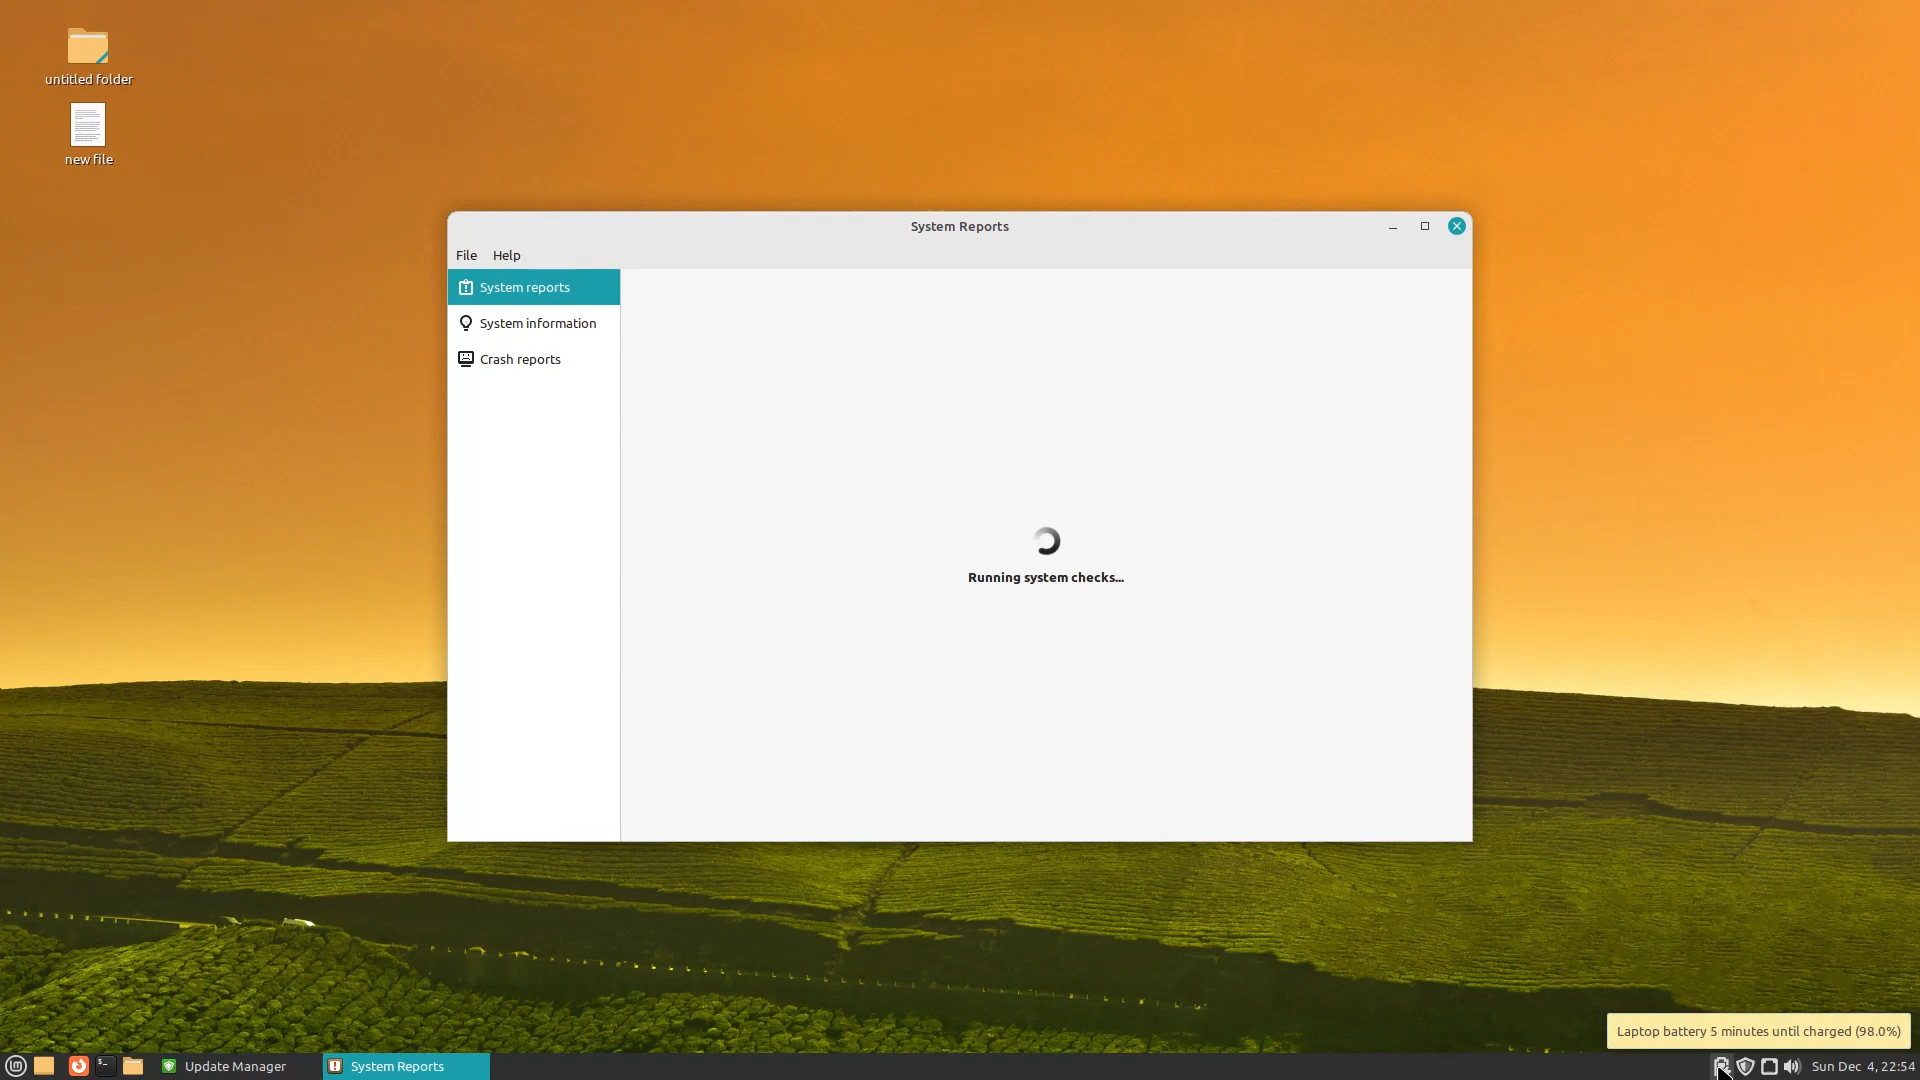 untitled folder
new file
System Reports
File Help
System reports
System information
Crash reports
Running system checks...
Laptop battery 5 minutes until charged (98.0%)
Update Manager
System Reports
Sun Dec 4, 22:54